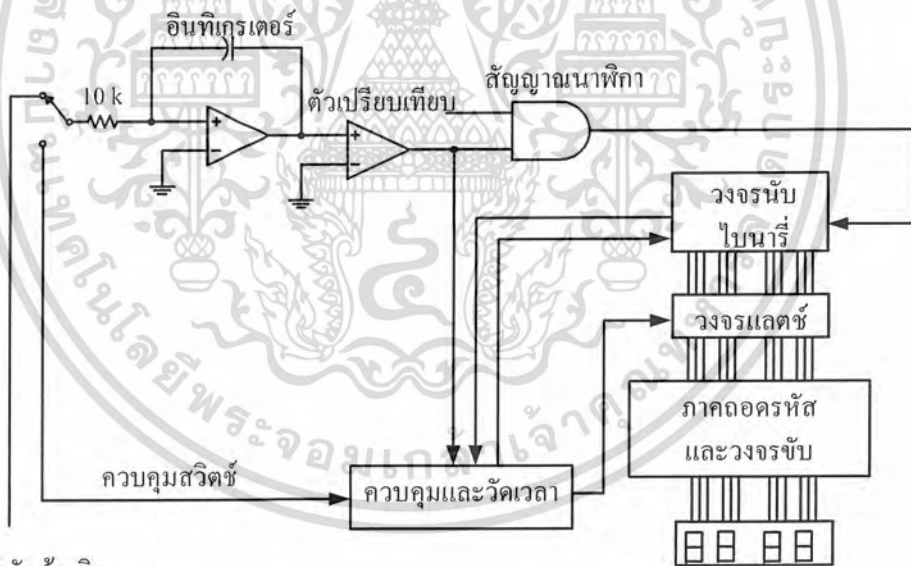 อินทิเกรเตอร์
10 k
ตัวเปรียบเทียบ
สัญญาณนาฬิกา
วงจรนับ
ไบนารี่
วงจรแลตช์
ภาคถอดรหัส
และวงจรขับ
ควบคุมสวิตช์
ควบคุมและวัดเวลา